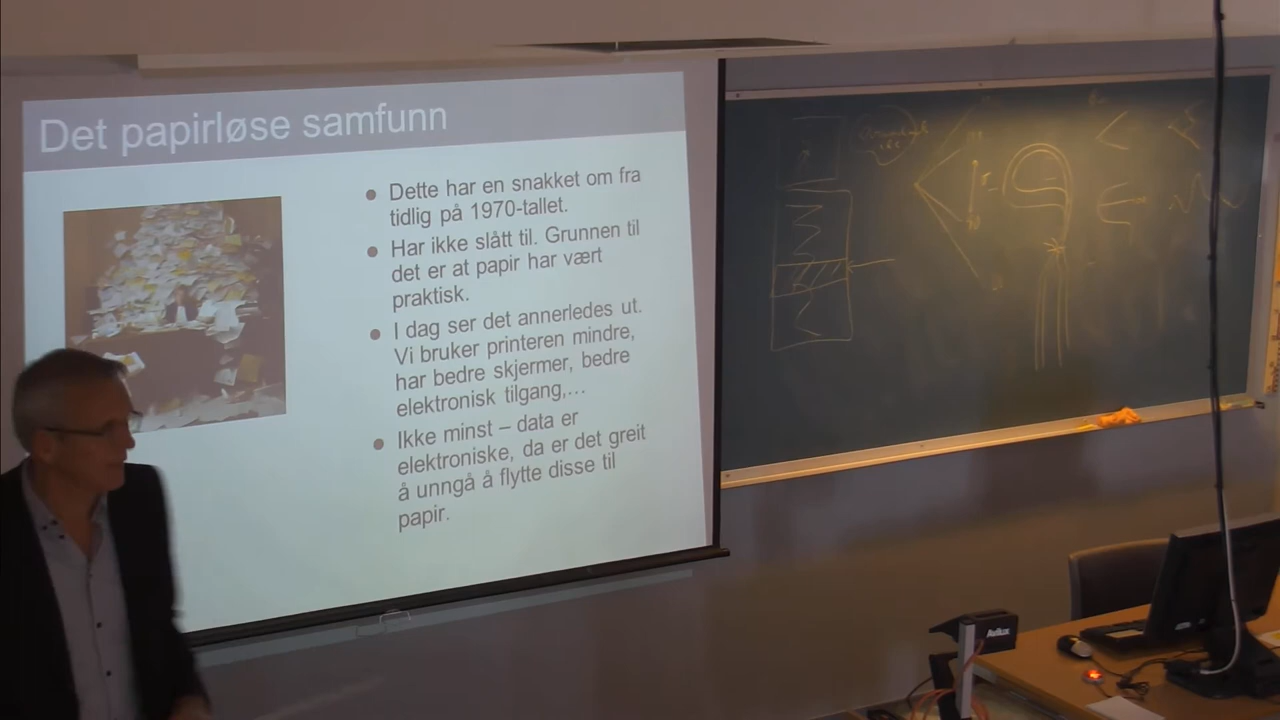 Det papirløse samfunn
Dette har en snakket om fra
tidlig på 1970-tallet.
Har ikke slått til. Grunnen til
det er at papir har vært
praktisk.
I dag ser det annerledes ut.
Vi bruker printeren mindre,
har bedre skjermer, bedre
elektronisk tilgang,…
Ikke minst – data er
elektroniske, da er det greit
å unngå å flytte disse til
papir.